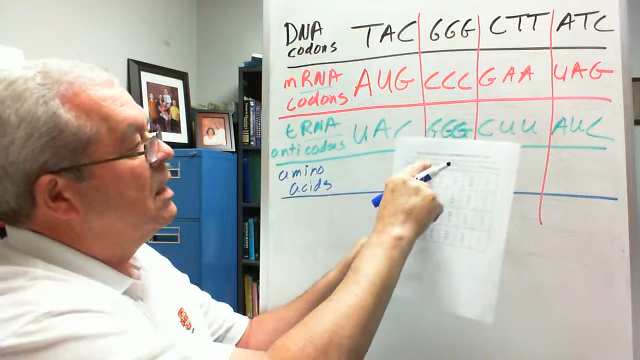 DNA codons TAC GGG CTT ATC
mRNA codons AUG CCC GAA UAG
tRNA anticodons UAC GGG CUU AUC
amino acids